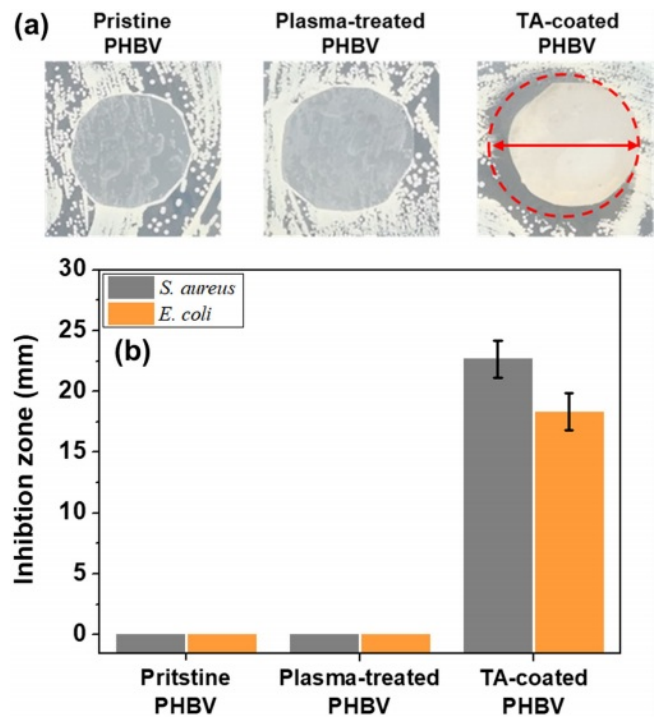 (a)
Pristine
PHBV
Plasma-treated
PHBV
TA-coated
PHBV
30
25
20
15
10
5
0
Inhibtion zone (mm)
S. aureus
E. coli
(b)
Pritstine
PHBV
Plasma-treated
PHBV
TA-coated
PHBV